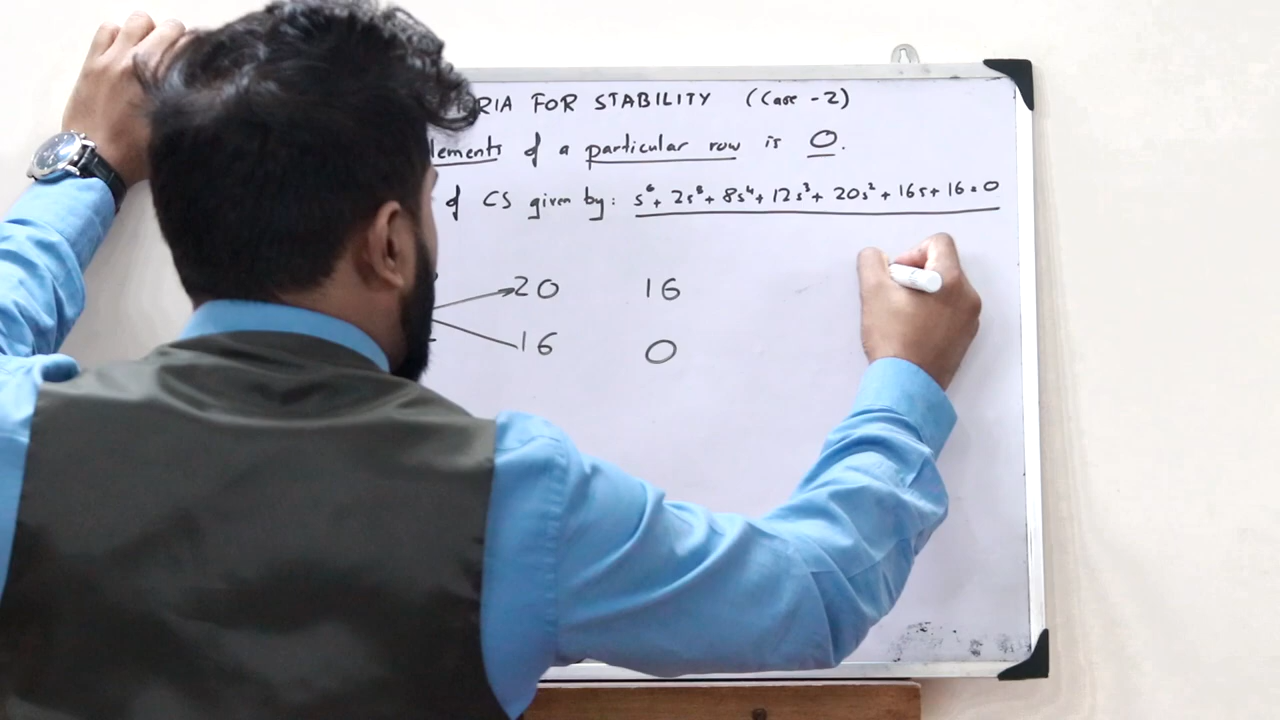 RIA FOR STABILITY (Case - 2)
lements of a particular row is 0.
of CS given by: s⁶ + 2s⁵ + 8s⁴ + 12s³ + 20s² + 16s + 16 = 0
20 16
16 0